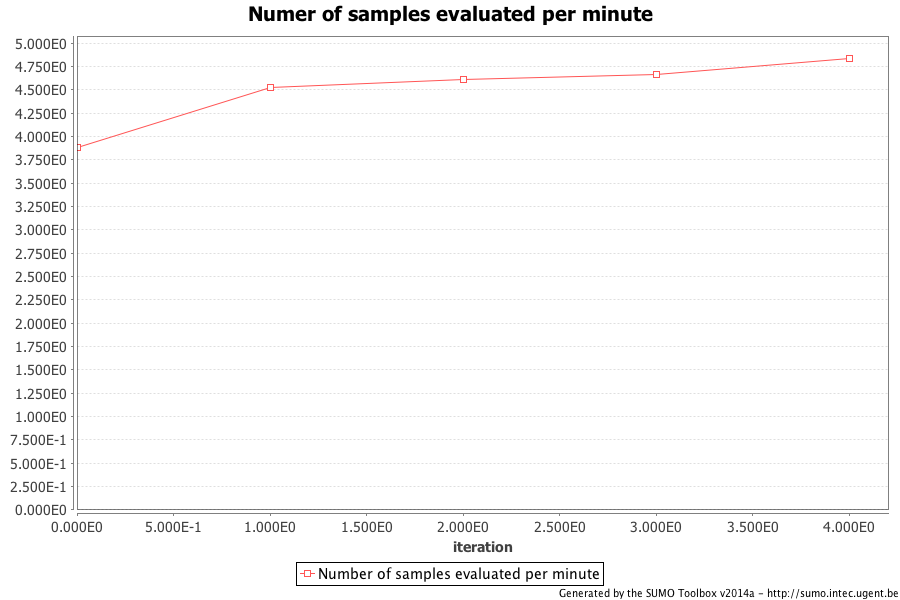 Numer of samples evaluated per minute
5.000E0
4.750E0
4.500E0
4.250E0
4.000E0
3.750E0
3.500E0
3.250E0
3.000E0
2.750E0
2.500E0
2.250E0
2.000E0
1.750E0
1.500E0
1.250E0
1.000E0
7.500E-1
5.000E-1
2.500E-1
0.000E0
0.000E0 5.000E-1 1.000E0 1.500E0 2.000E0 2.500E0 3.000E0 3.500E0 4.000E0
iteration
Number of samples evaluated per minute
Generated by the SUMO Toolbox v2014a - http://sumo.intec.ugent.be